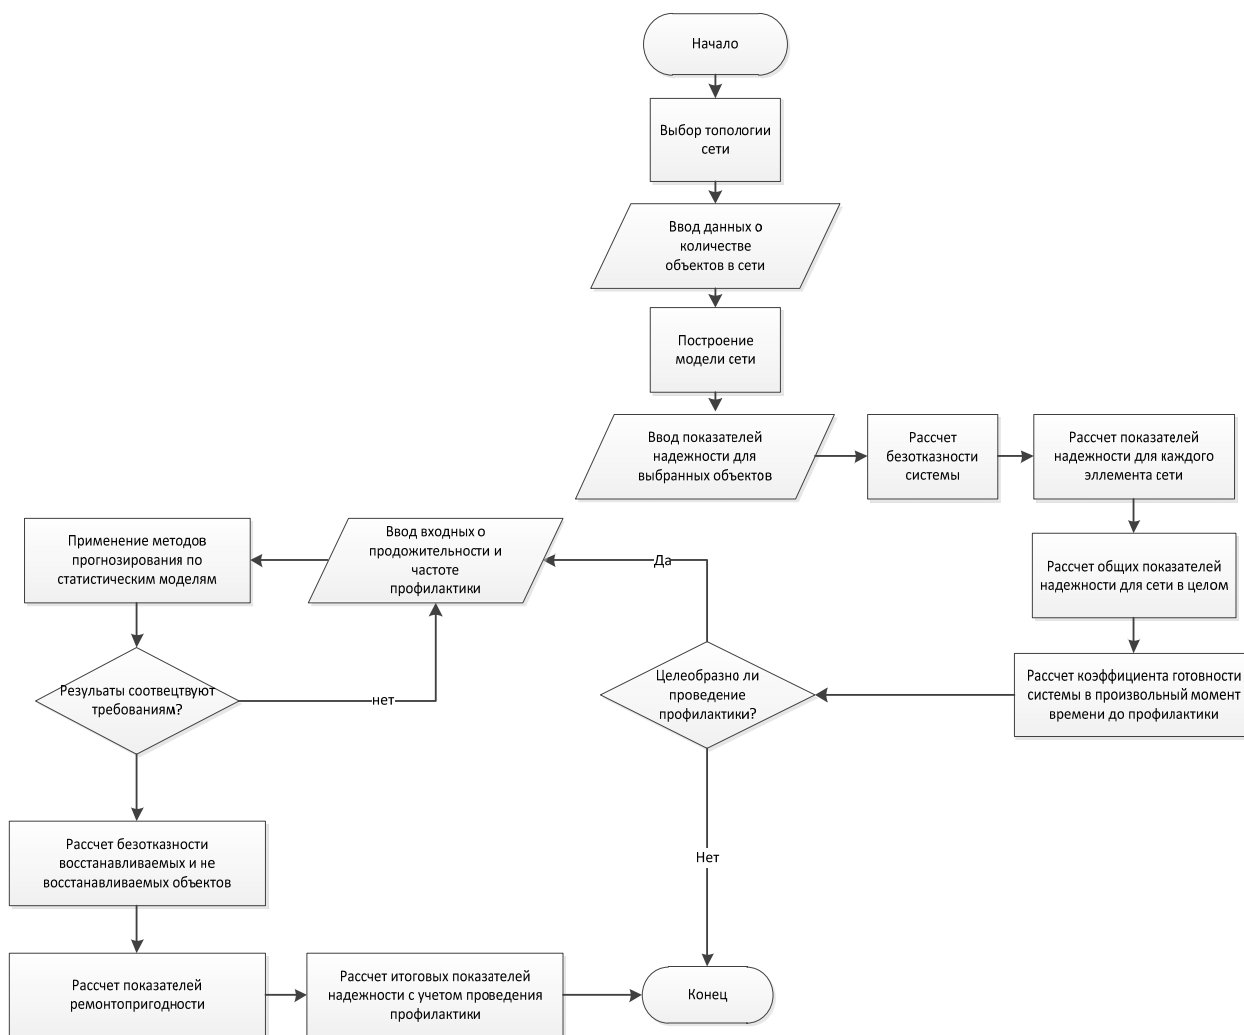 Начало
Выбор топологии
сети
Ввод данных о
количестве
объектов в сети
Построение
модели сети
Ввод показателей
надежности для
выбранных объектов
Рассчет
безотказности
системы
Рассчет показателей
надежности для каждого
эллемента сети
Рассчет общих показателей
надежности для сети в целом
Рассчет коэффициента готовности
системы в произвольный момент
времени до профилактики
Целеобразно ли
проведение
профилактики?
Да
Нет
Ввод входных о
продожительности и
частоте
профилактики
Применение методов
прогнозирования по
статистическим моделям
Резульаты соотвецтвуют
требованиям?
нет
Рассчет безотказности
восстанавливаемых и не
восстанавливаемых объектов
Рассчет показателей
ремонтопригодности
Рассчет итоговых показателей
надежности с учетом проведения
профилактики
Конец